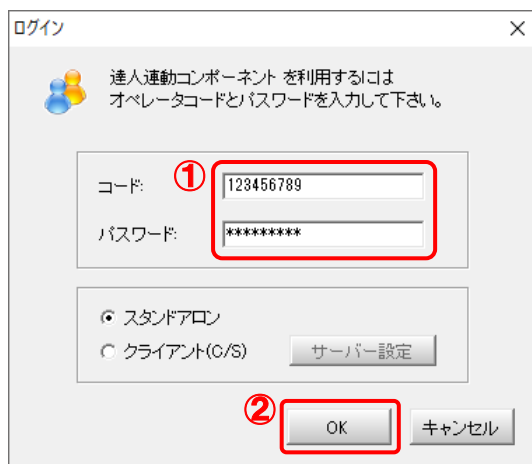 ログイン
達人連動コンポーネント を利用するには
オペレータコードとパスワードを入力して下さい。
①
コード: 123456789
パスワード: *********
スタンドアロン
クライアント(C/S) サーバー設定
②
OK キャンセル